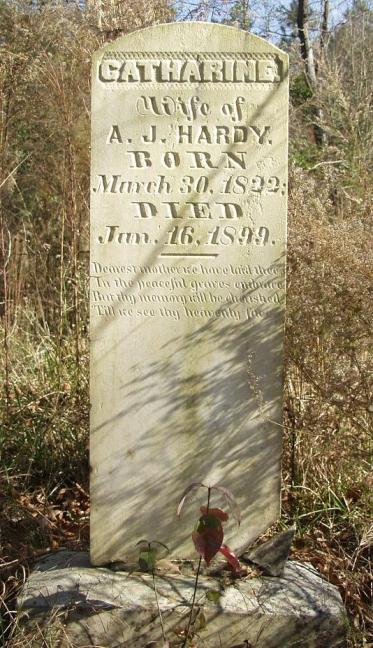 CATHARINE.
Wife of
A. J. HARDY.
BORN
March 30, 1822;
DIED
Jan. 16, 1899.
Dearest mother we have laid thee
In the peaceful graves embrace
But thy memory will be cherished
Till we see thy heavenly face